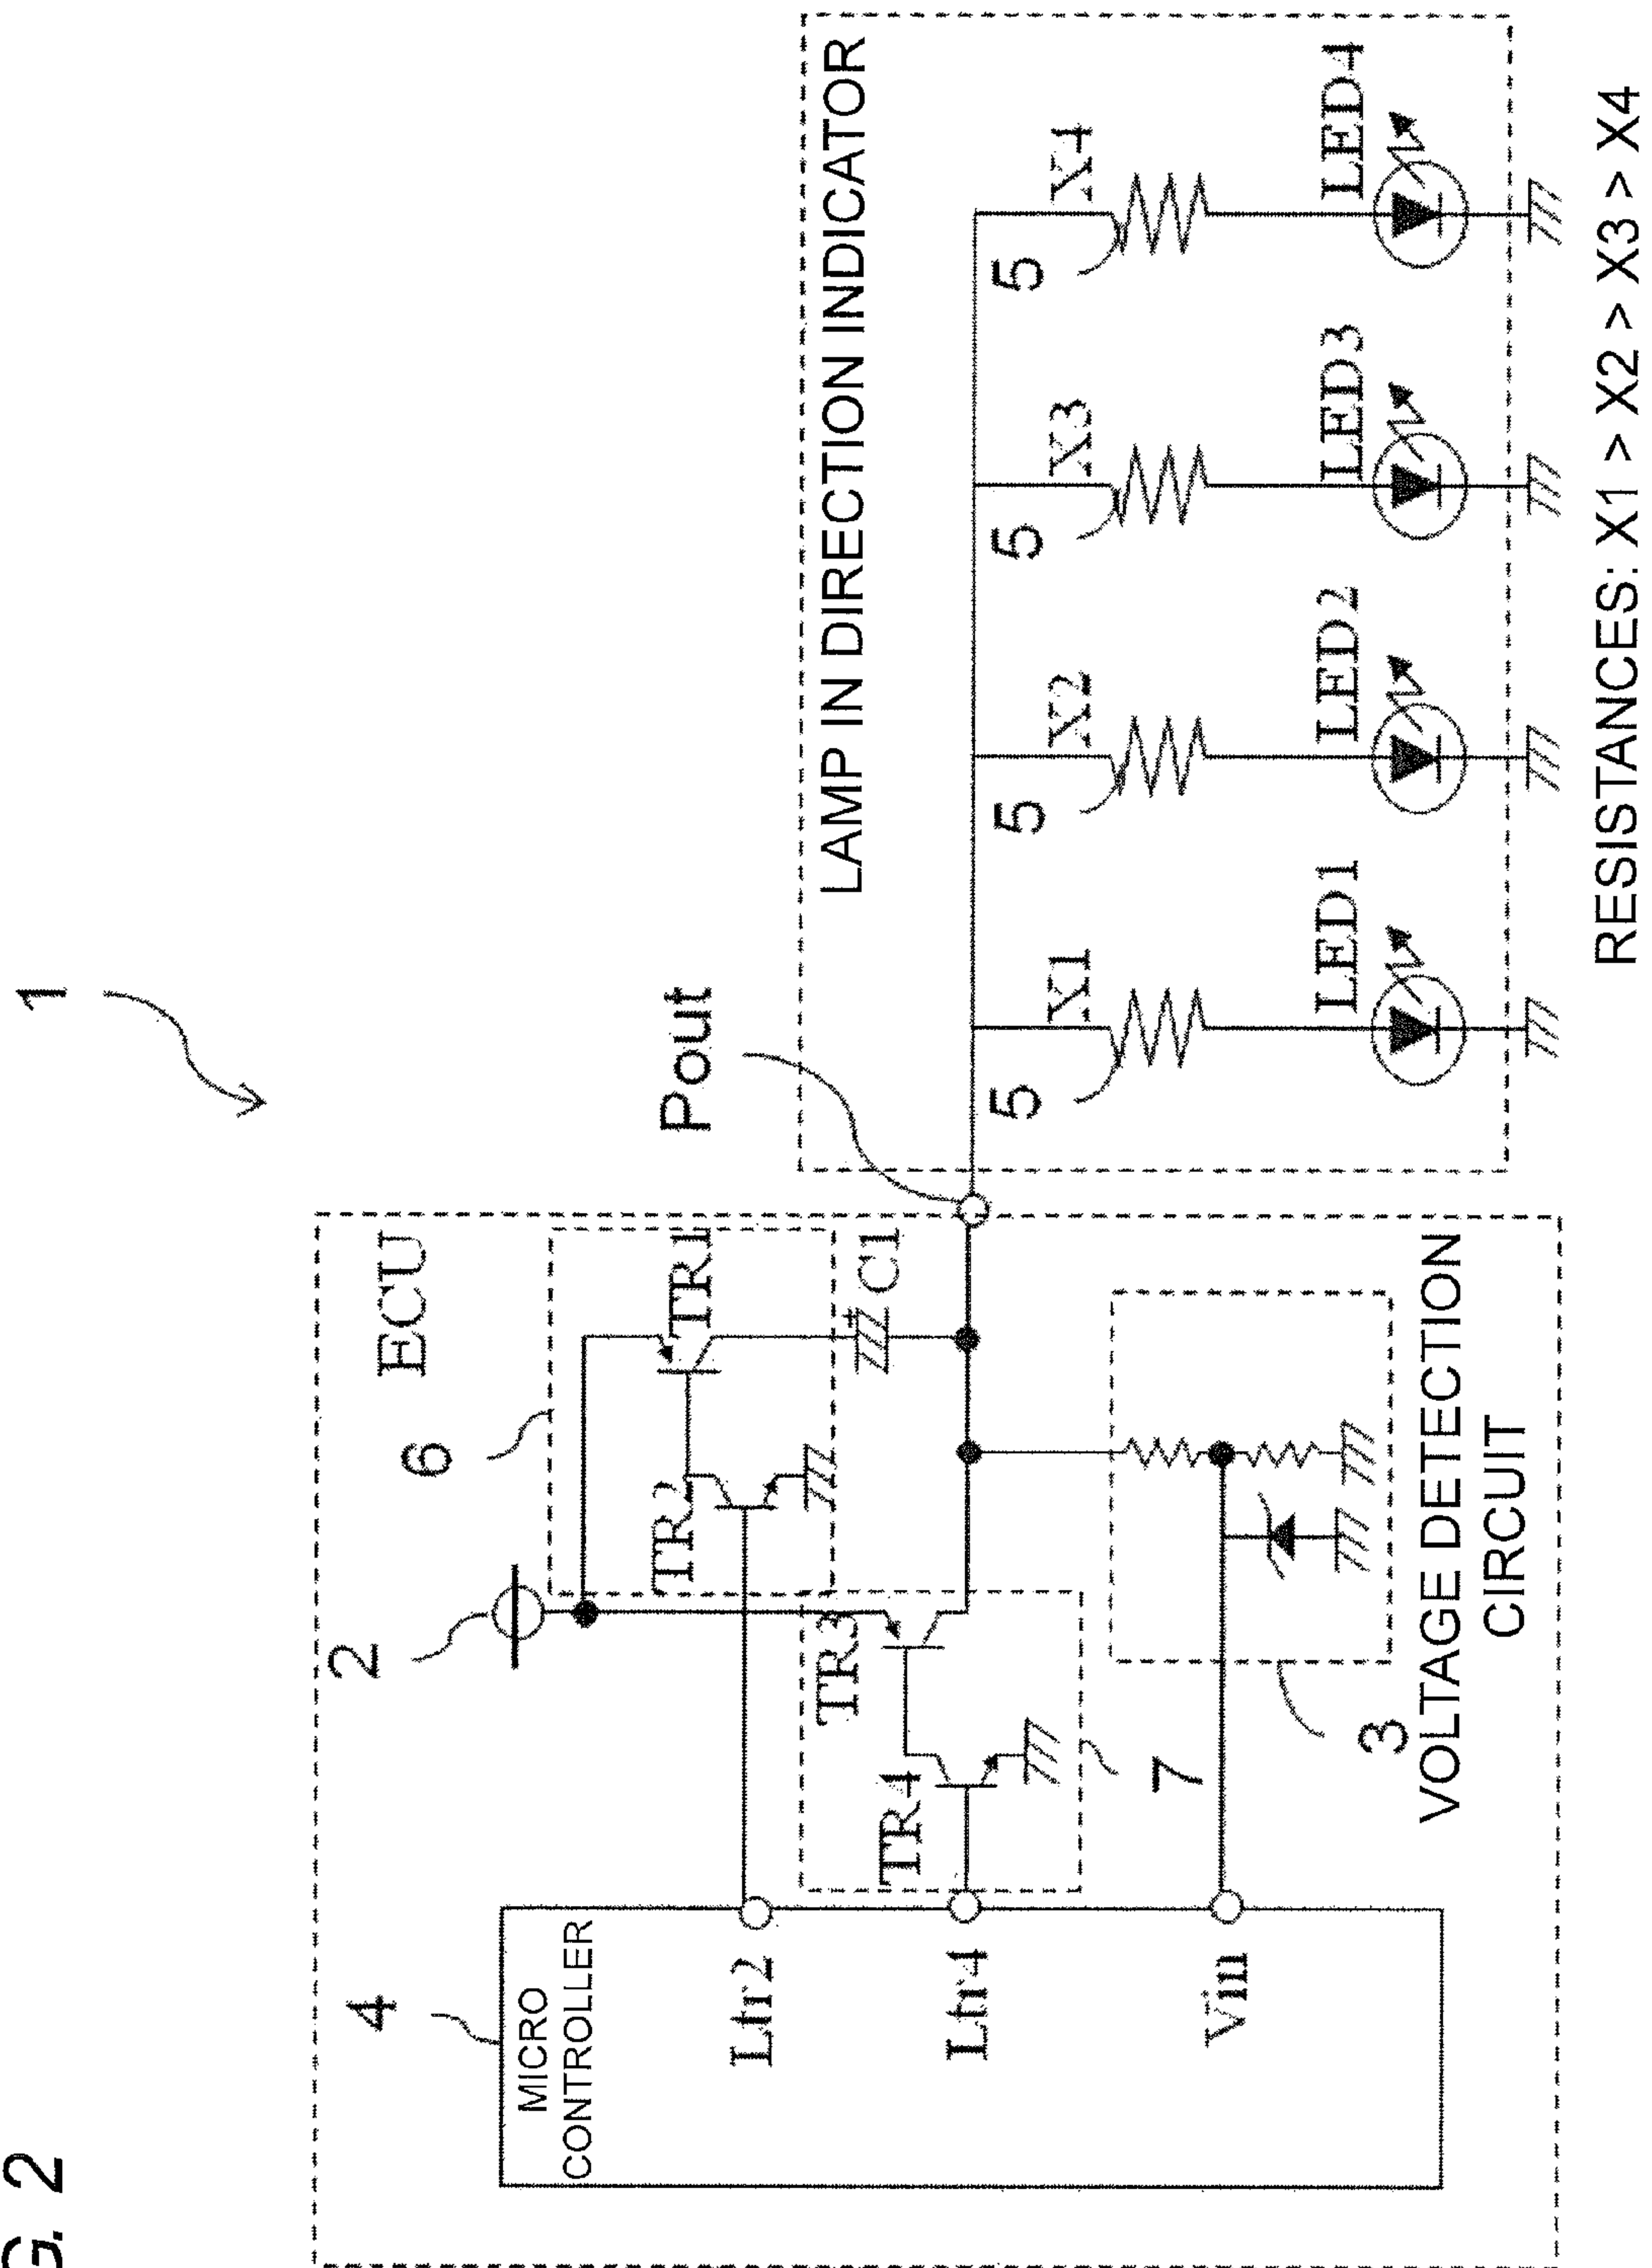 G. 2
1
ECU
2
6
TR1
TR2
C1
+
4
MICRO
CONTROLLER
Ltr2
Ltr4
Vin
TR3
TR4
7
3
VOLTAGE DETECTION
CIRCUIT
Pout
LAMP IN DIRECTION INDICATOR
5
X1
5
X2
5
X3
5
X4
LED1
LED2
LED3
LED4
RESISTANCES: X1 > X2 > X3 > X4